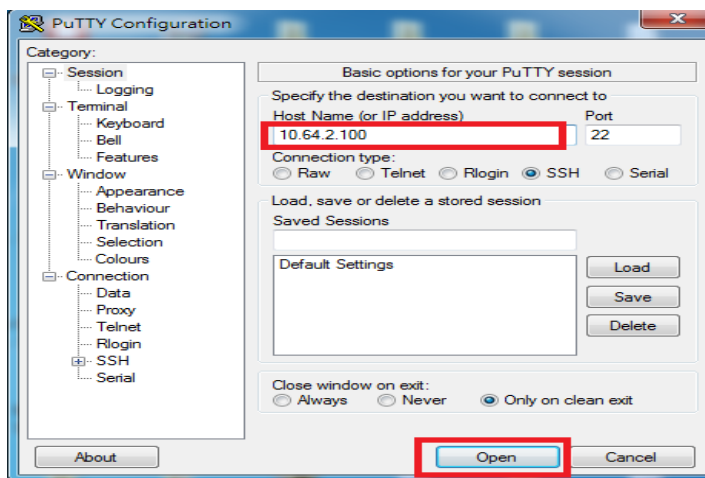 PuTTY Configuration
Category:
Session
Logging
Terminal
Keyboard
Bell
Features
Window
Appearance
Behaviour
Translation
Selection
Colours
Connection
Data
Proxy
Telnet
Rlogin
SSH
Serial
Basic options for your PuTTY session
Specify the destination you want to connect to
Host Name (or IP address) Port
10.64.2.100 22
Connection type:
Raw Telnet Rlogin SSH Serial
Load, save or delete a stored session
Saved Sessions
Default Settings
Load
Save
Delete
Close window on exit:
Always Never Only on clean exit
About Open Cancel